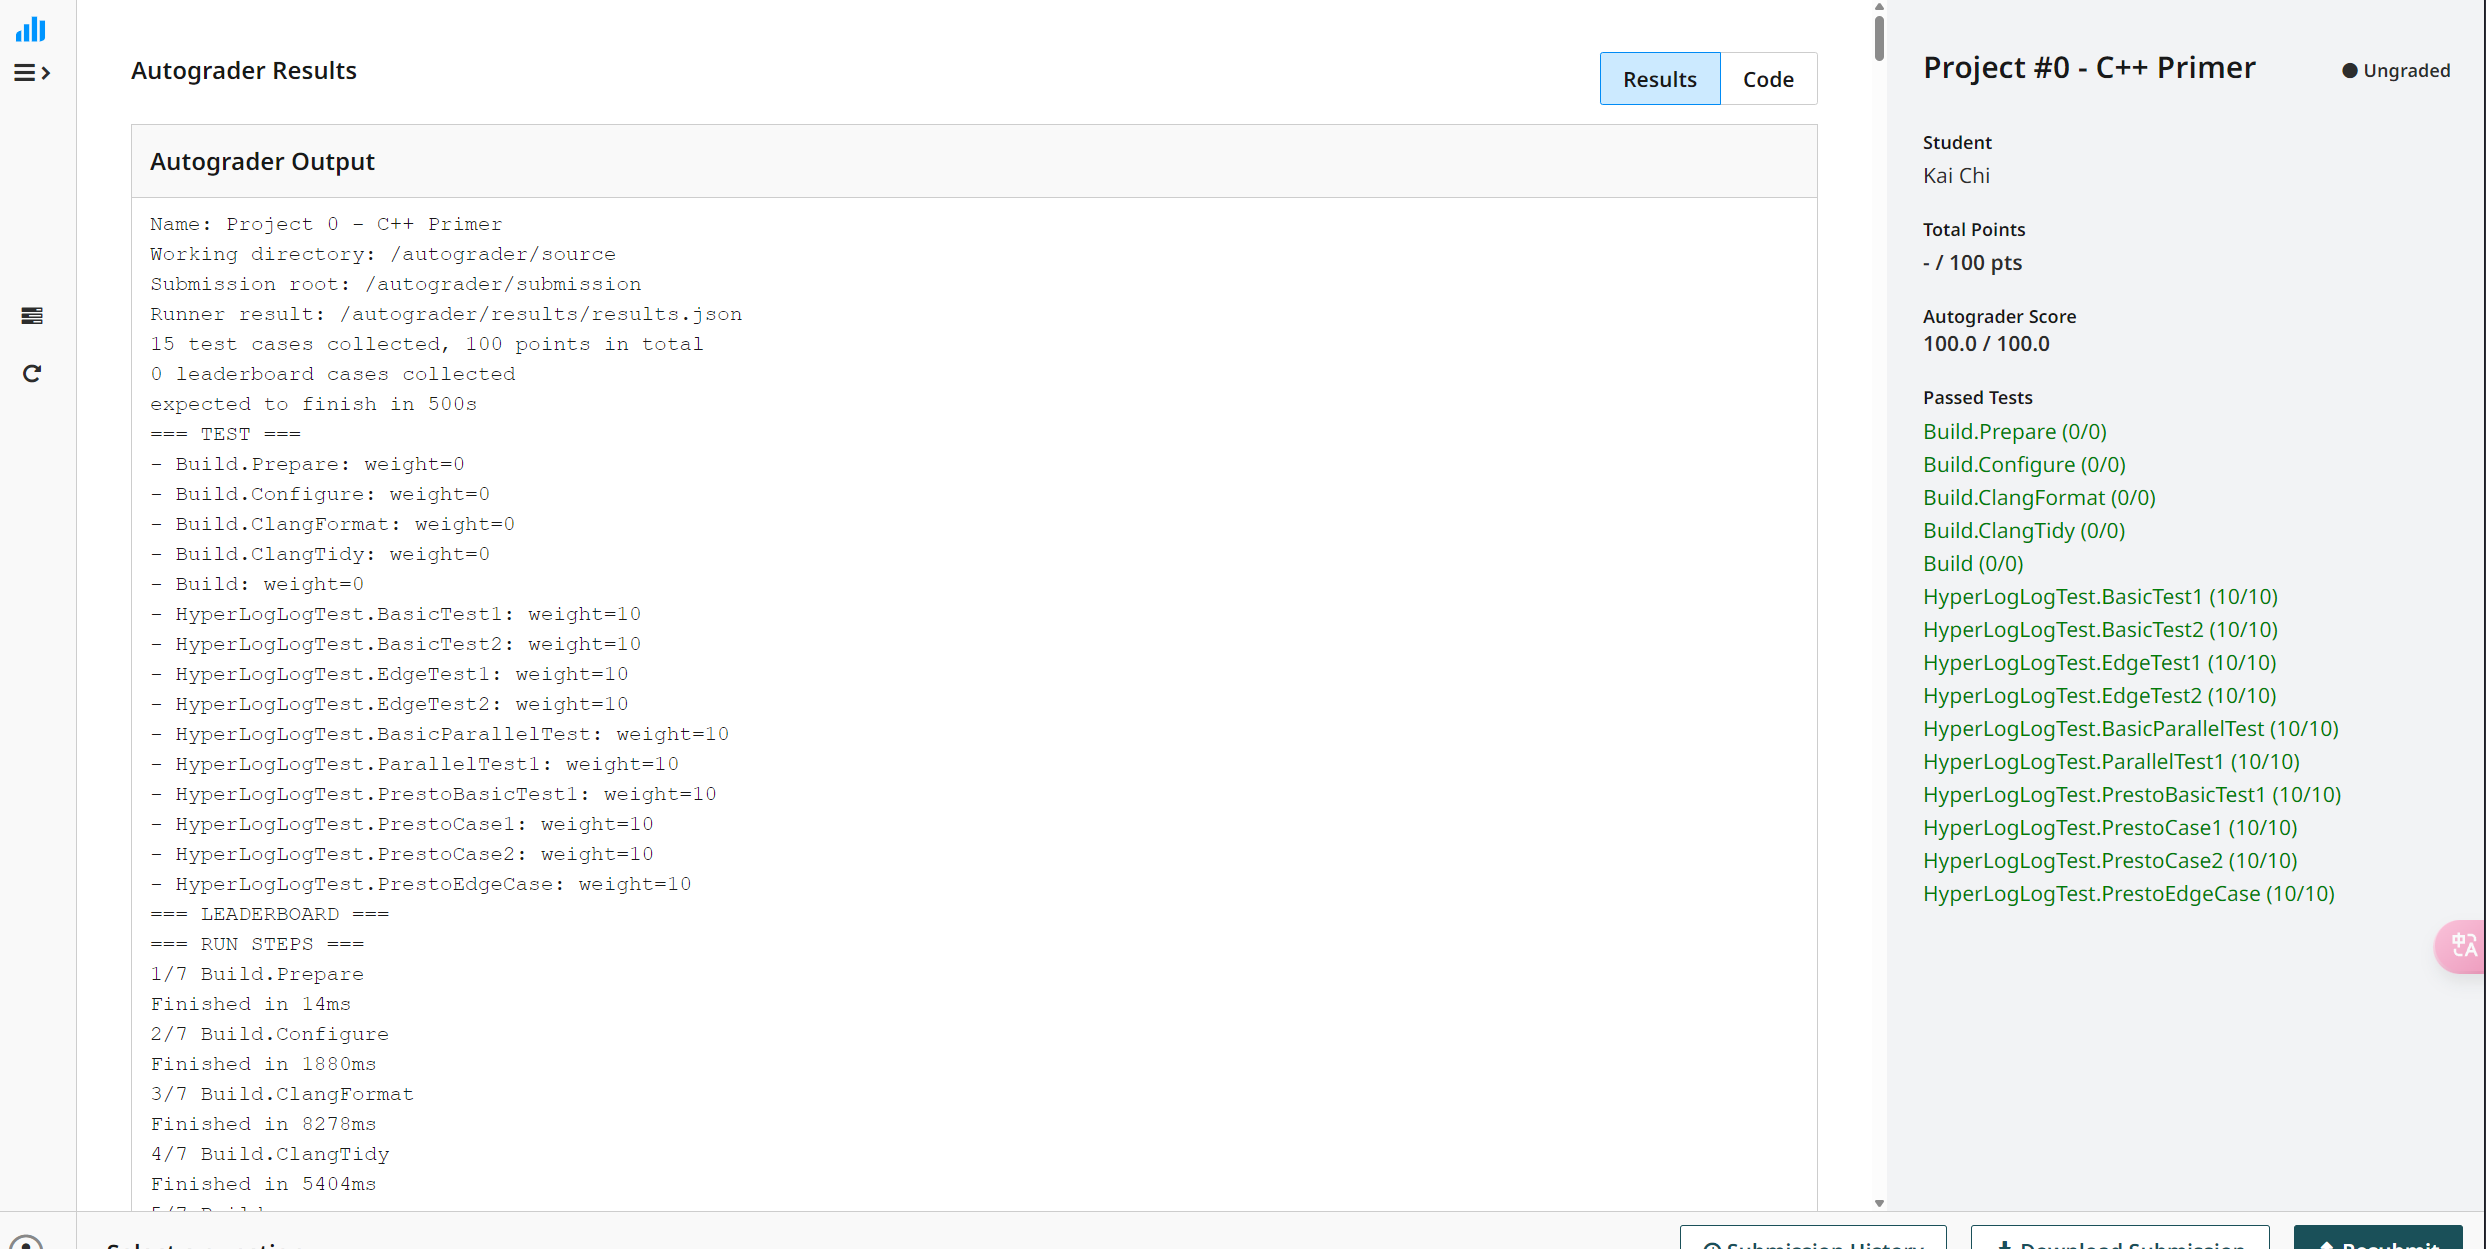 Autograder Results
Results
Code
Autograder Output
Name: Project 0 - C++ Primer
Working directory: /autograder/source
Submission root: /autograder/submission
Runner result: /autograder/results/results.json
15 test cases collected, 100 points in total
0 leaderboard cases collected
expected to finish in 500s
=== TEST ===
- Build.Prepare: weight=0
- Build.Configure: weight=0
- Build.ClangFormat: weight=0
- Build.ClangTidy: weight=0
- Build: weight=0
- HyperLogLogTest.BasicTest1: weight=10
- HyperLogLogTest.BasicTest2: weight=10
- HyperLogLogTest.EdgeTest1: weight=10
- HyperLogLogTest.EdgeTest2: weight=10
- HyperLogLogTest.BasicParallelTest: weight=10
- HyperLogLogTest.ParallelTest1: weight=10
- HyperLogLogTest.PrestoBasicTest1: weight=10
- HyperLogLogTest.PrestoCase1: weight=10
- HyperLogLogTest.PrestoCase2: weight=10
- HyperLogLogTest.PrestoEdgeCase: weight=10
=== LEADERBOARD ===
=== RUN STEPS ===
1/7 Build.Prepare
Finished in 14ms
2/7 Build.Configure
Finished in 1880ms
3/7 Build.ClangFormat
Finished in 8278ms
4/7 Build.ClangTidy
Finished in 5404ms
5/7 Build
Project #0 - C++ Primer
Ungraded
Student
Kai Chi
Total Points
- / 100 pts
Autograder Score
100.0 / 100.0
Passed Tests
Build.Prepare (0/0)
Build.Configure (0/0)
Build.ClangFormat (0/0)
Build.ClangTidy (0/0)
Build (0/0)
HyperLogLogTest.BasicTest1 (10/10)
HyperLogLogTest.BasicTest2 (10/10)
HyperLogLogTest.EdgeTest1 (10/10)
HyperLogLogTest.EdgeTest2 (10/10)
HyperLogLogTest.BasicParallelTest (10/10)
HyperLogLogTest.ParallelTest1 (10/10)
HyperLogLogTest.PrestoBasicTest1 (10/10)
HyperLogLogTest.PrestoCase1 (10/10)
HyperLogLogTest.PrestoCase2 (10/10)
HyperLogLogTest.PrestoEdgeCase (10/10)
中A
Select a question.
Submission History
Download Submission
Resubmit